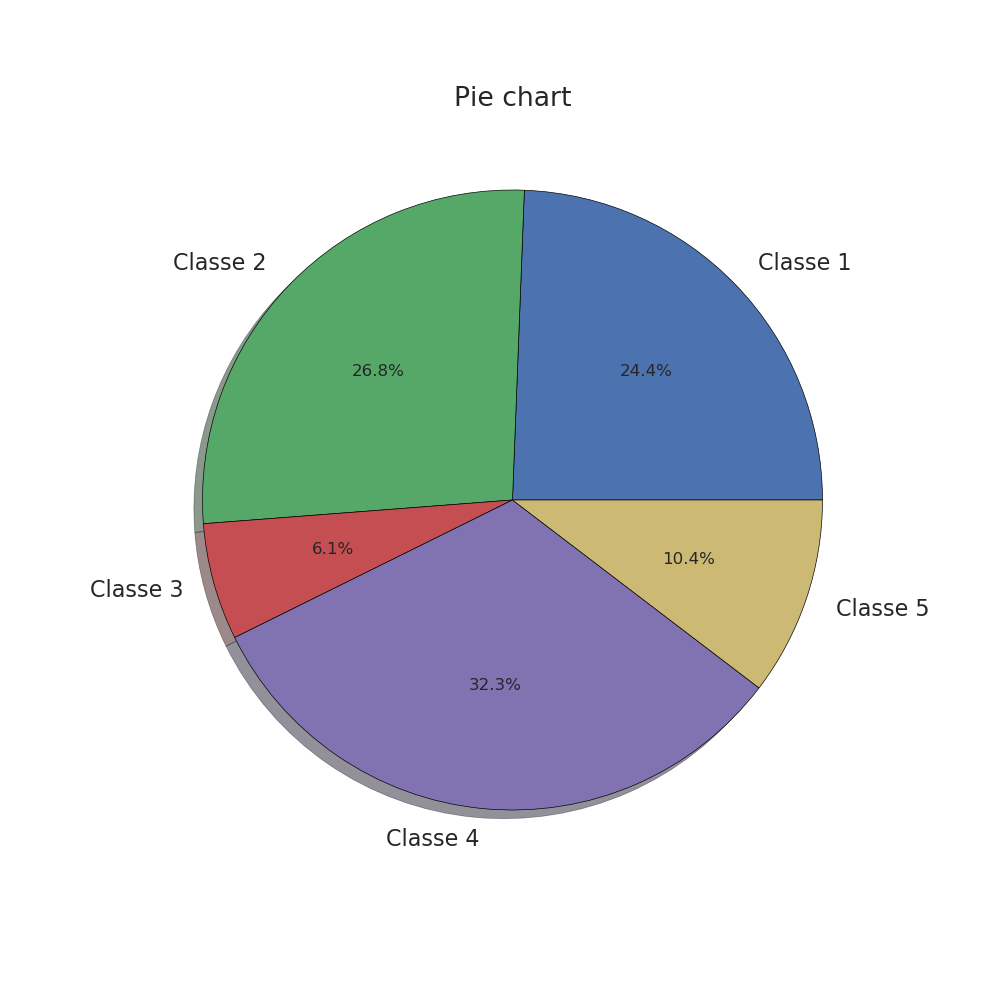 Pie chart
Classe 2
Classe 1
26.8%
24.4%
6.1%
10.4%
Classe 3
Classe 5
32.3%
Classe 4